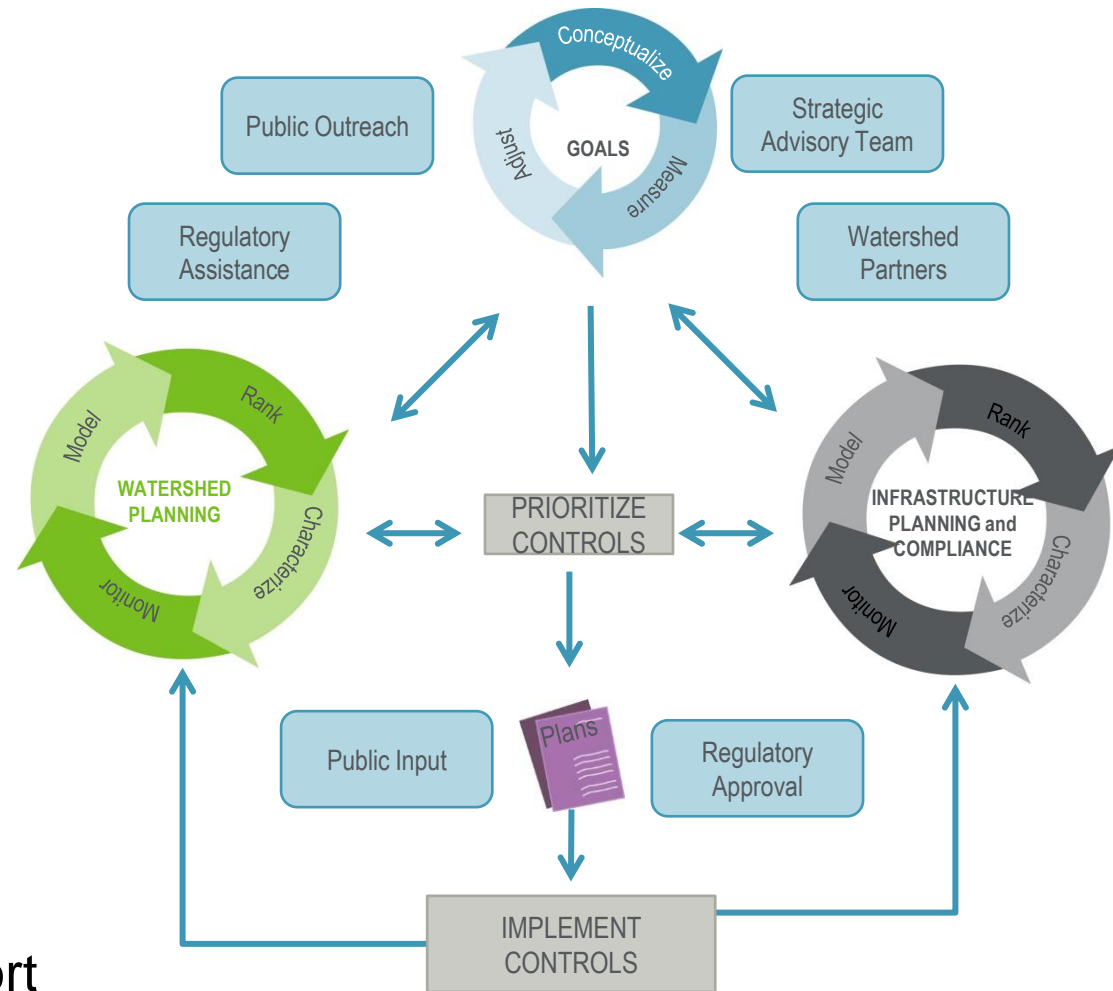 Conceptualize
Public Outreach
Strategic
Advisory Team
GOALS
Adjust
Measure
Regulatory
Assistance
Watershed
Partners
Rank
Model
WATERSHED
PLANNING
Characterize
Monitor
PRIORITIZE
CONTROLS
Rank
Model
INFRASTRUCTURE
PLANNING and
COMPLIANCE
Characterize
Monitor
Plans
Public Input
Regulatory
Approval
IMPLEMENT
CONTROLS
ort